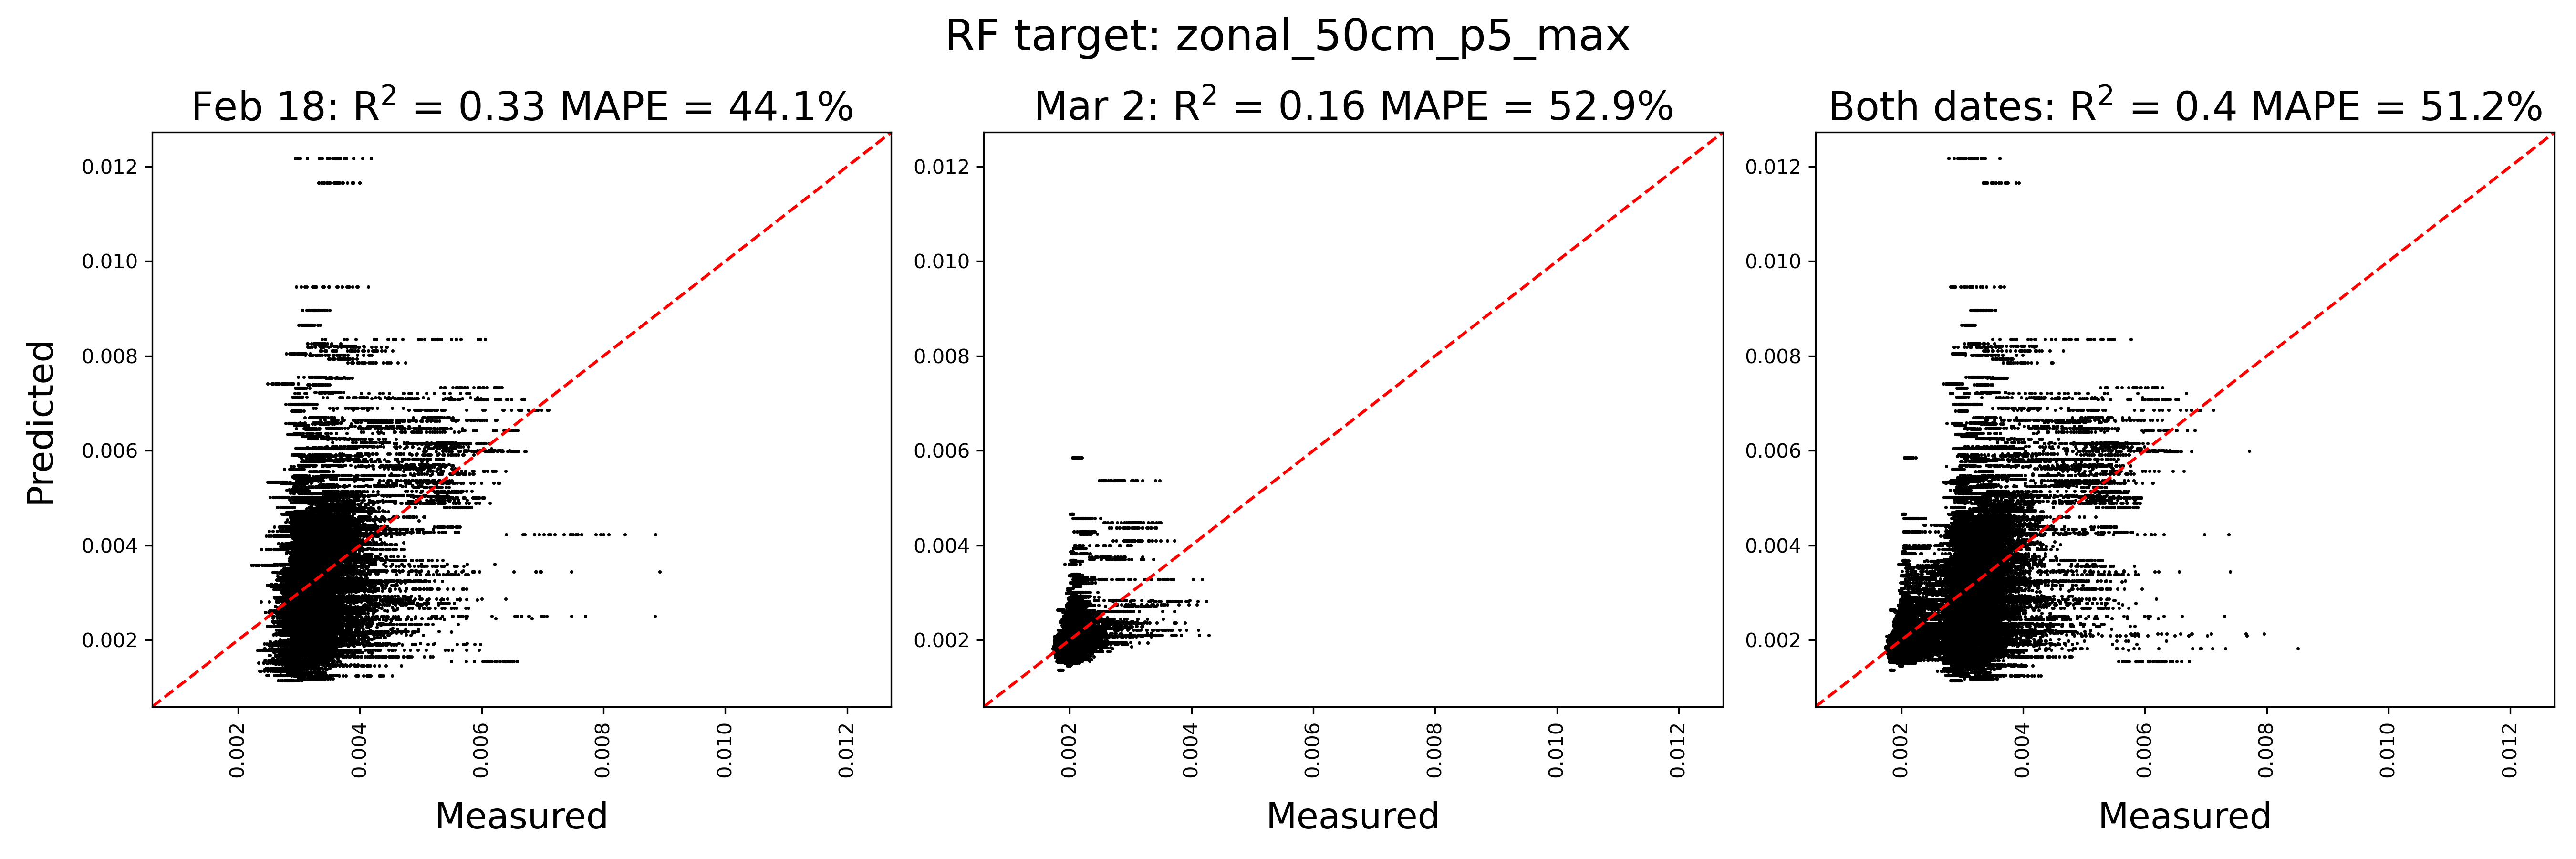 RF target: zonal_50cm_p5_max
Feb 18: R² = 0.33 MAPE = 44.1%
Mar 2: R² = 0.16 MAPE = 52.9%
Both dates: R² = 0.4 MAPE = 51.2%
Predicted
0.012
0.010
0.008
0.006
0.004
0.002
0.012
0.010
0.008
0.006
0.004
0.002
0.012
0.010
0.008
0.006
0.004
0.002
0.002 0.004 0.006 0.008 0.010 0.012
0.002 0.004 0.006 0.008 0.010 0.012
0.002 0.004 0.006 0.008 0.010 0.012
Measured
Measured
Measured